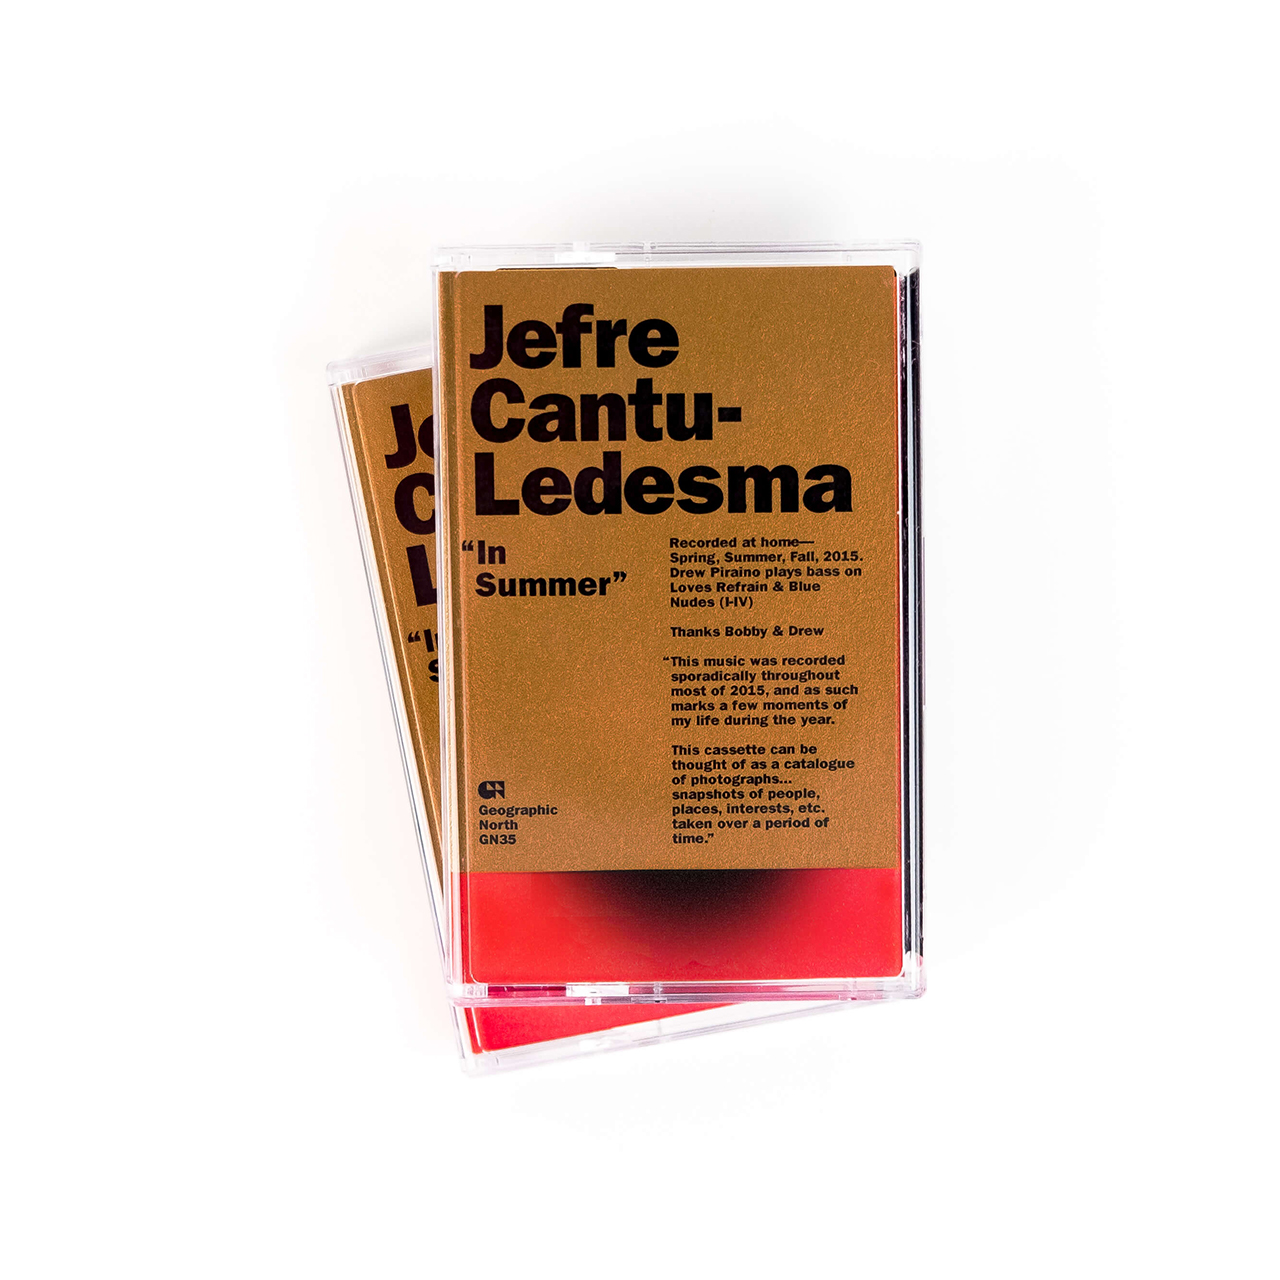 Jefre
Cantu-
Ledesma
“In
Summer”
Recorded at home—
Spring, Summer, Fall, 2015.
Drew Piraino plays bass on
Loves Refrain & Blue
Nudes (I-IV)
Thanks Bobby & Drew
“This music was recorded
sporadically throughout
most of 2015, and as such
marks a few moments of
my life during the year.
This cassette can be
thought of as a catalogue
of photographs...
snapshots of people,
places, interests, etc.
taken over a period of
time.”
Geographic
North
GN35
Je
C
L
“In
S